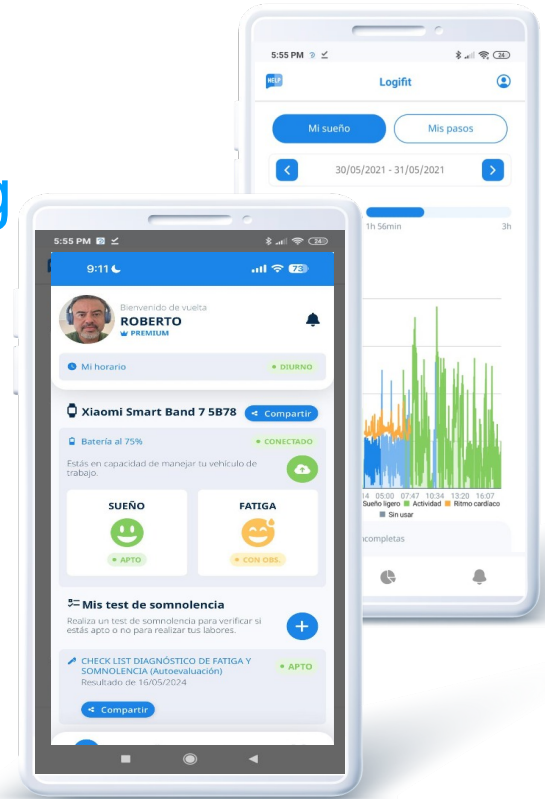 5:55 PM
24
HELP
Logifit
Mi sueño
Mis pasos
30/05/2021 - 31/05/2021
1h 56min
3h
14 05:00 07:47 10:34 13:20 16:07
Sueño ligero Actividad Ritmo cardíaco
Sin usar
ncompletas
g
5:55 PM
24
9:11
73
Bienvenido de vuelta
ROBERTO
PREMIUM
Mi horario
DIURNO
Xiaomi Smart Band 7 5B78
Compartir
Batería al 75%
CONECTADO
Estás en capacidad de manejar tu vehículo de
trabajo.
SUEÑO
FATIGA
APTO
CON OBS.
Mis test de somnolencia
Realiza un test de somnolencia para verificar si
estás apto o no para realizar tus labores.
CHECK LIST DIAGNÓSTICO DE FATIGA Y
SOMNOLENCIA (Autoevaluación)
APTO
Resultado de 16/05/2024
Compartir